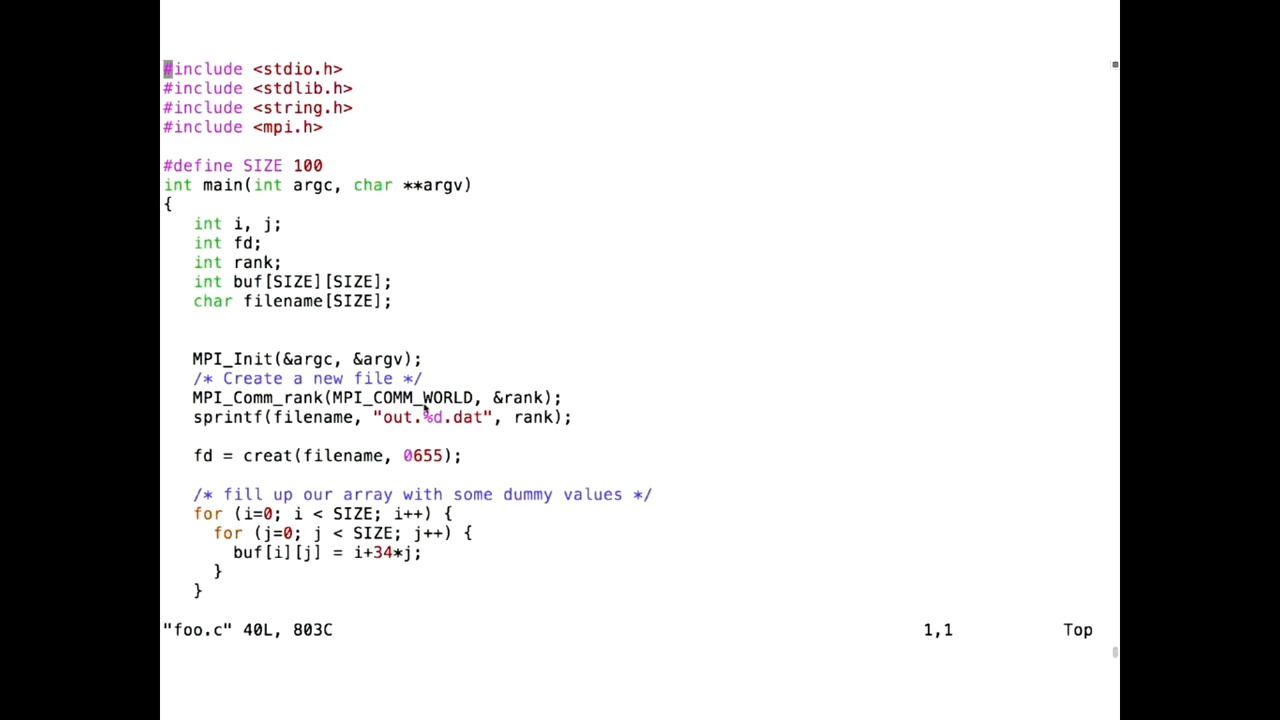 #include <stdio.h>
#include <stdlib.h>
#include <string.h>
#include <mpi.h>

#define SIZE 100
int main(int argc, char **argv)
{
   int i, j;
   int fd;
   int rank;
   int buf[SIZE][SIZE];
   char filename[SIZE];

   MPI_Init(&argc, &argv);
   /* Create a new file */
   MPI_Comm_rank(MPI_COMM_WORLD, &rank);
   sprintf(filename, "out.%d.dat", rank);

   fd = creat(filename, 0655);

   /* fill up our array with some dummy values */
   for (i=0; i < SIZE; i++) {
     for (j=0; j < SIZE; j++) {
       buf[i][j] = i+34*j;
     }
   }
"foo.c" 40L, 803C 1,1 Top